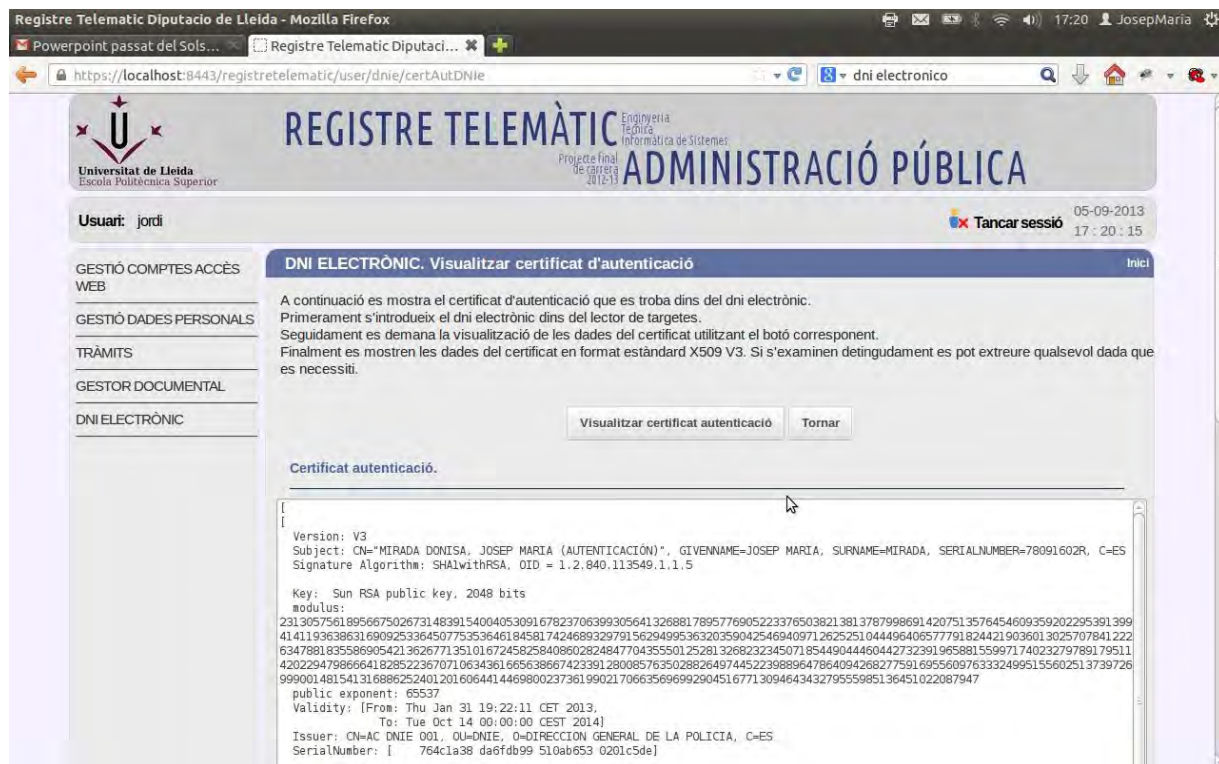 Registre Telematic Diputacio de Lleida - Mozilla Firefox
17:20 JosepMaria
Powerpoint passat del Sols...
Registre Telematic Diputaci...
https://localhost:8443/registretelematic/user/dnie/certAutDNIe
dni electronico
Universitat de Lleida
Escola Politècnica Superior
REGISTRE TELEMÀTIC
Enginyeria
Tècnica
Informàtica de Sistemes
Projecte final
de carrera
2012-13
ADMINISTRACIÓ PÚBLICA
Usuari: jordi
Tancar sessió
05-09-2013
17 : 20 : 15
GESTIÓ COMPTES ACCÈS
WEB
GESTIÓ DADES PERSONALS
TRÀMITS
GESTOR DOCUMENTAL
DNI ELECTRÒNIC
DNI ELECTRÒNIC. Visualitzar certificat d'autenticació
Inici
A continuació es mostra el certificat d'autenticació que es troba dins del dni electrònic.
Primerament s'introdueix el dni electrònic dins del lector de targetes.
Seguidament es demana la visualització de les dades del certificat utilitzant el botó corresponent.
Finalment es mostren les dades del certificat en format estàndard X509 V3. Si s'examinen detingudament es pot extreure qualsevol dada que
es necessiti.
Visualitzar certificat autenticació
Tornar
Certificat autenticació.
[
[
Version: V3
Subject: CN="MIRADA DONISA, JOSEP MARIA (AUTENTICACIÓN)", GIVENNAME=JOSEP MARIA, SURNAME=MIRADA, SERIALNUMBER=78091602R, C=ES
Signature Algorithm: SHA1withRSA, OID = 1.2.840.113549.1.1.5
Key: Sun RSA public key, 2048 bits
modulus:
public exponent: 65537
Validity: [From: Thu Jan 31 19:22:11 CET 2013,
To: Tue Oct 14 00:00:00 CEST 2014]
Issuer: CN=AC DNIE 001, OU=DNIE, O=DIRECCION GENERAL DE LA POLICIA, C=ES
SerialNumber: [ 764c1a38 da6fdb99 510ab653 0201c5de]